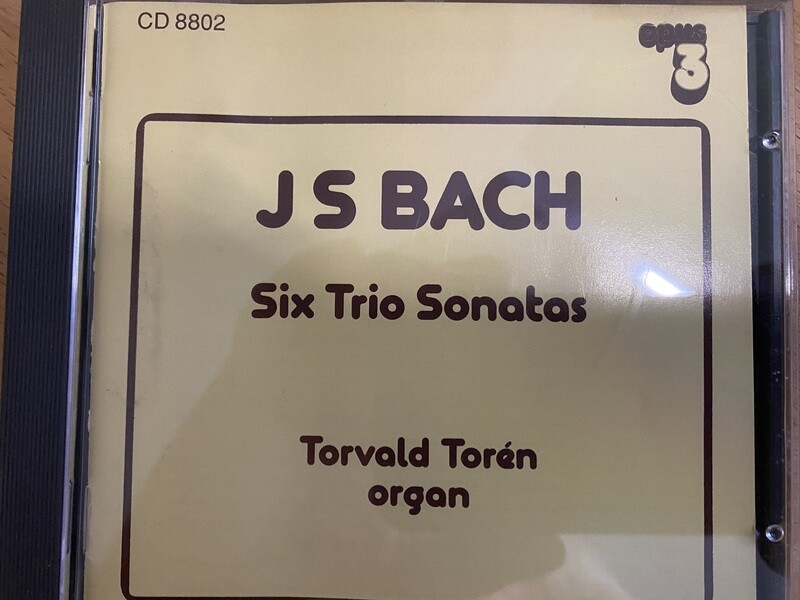 CD 8802
opus
3
J S BACH
Six Trio Sonatas
Torvald Torén
organ